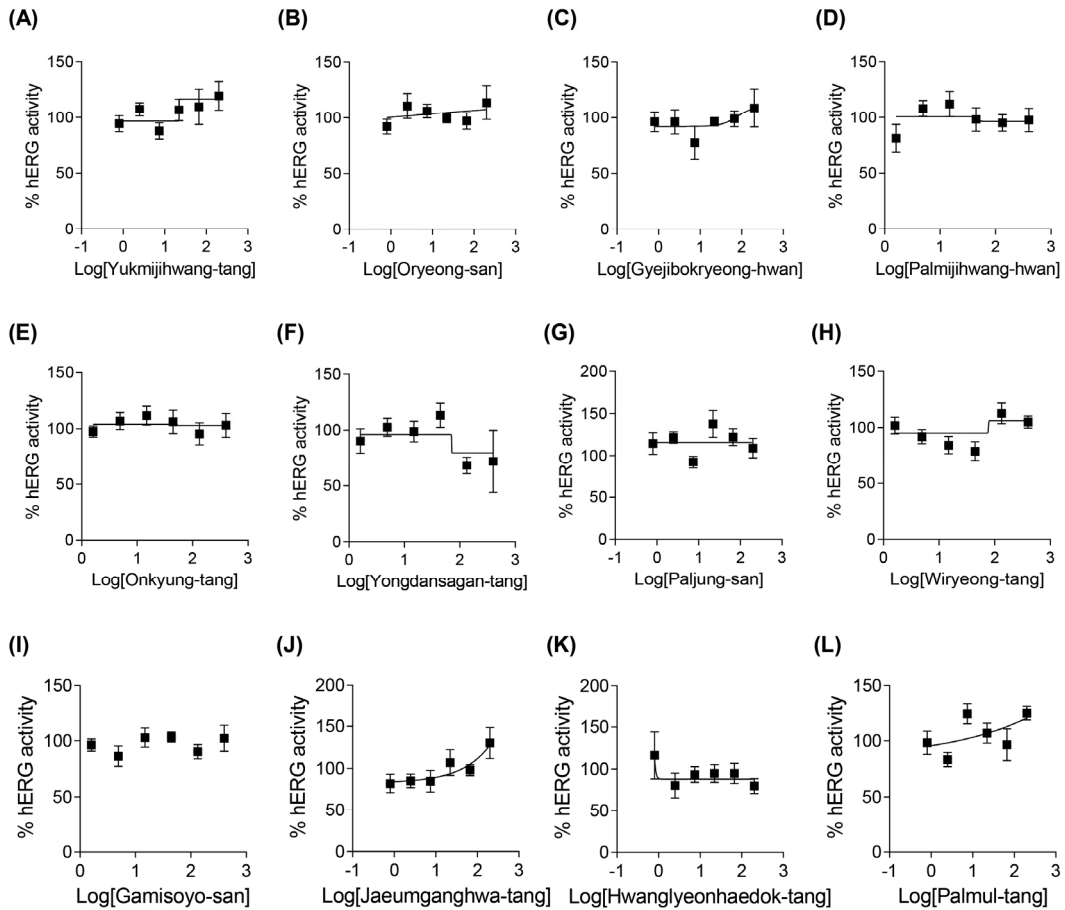 (A) (B) (C) (D)
150 150 150 150
100 100 100 100
50 50 50 50
0 0 0 0
% hERG activity % hERG activity % hERG activity % hERG activity
-1 0 1 2 3 -1 0 1 2 3 -1 0 1 2 3 0 1 2 3
Log[Yukmijihwang-tang] Log[Oryeong-san] Log[Gyejibokryeong-hwan] Log[Palmijihwang-hwan]
(E) (F) (G) (H)
150 150 200 150
100 100 150 100
50 50 100 50
0 0 50 0
0
% hERG activity % hERG activity % hERG activity % hERG activity
0 1 2 3 0 1 2 3 -1 0 1 2 3 0 1 2 3
Log[Onkyung-tang] Log[Yongdansagan-tang] Log[Paljung-san] Log[Wiryeong-tang]
(I) (J) (K) (L)
150 200 200 150
100 150 150 100
50 100 100 50
0 50 50 0
0 0
% hERG activity % hERG activity % hERG activity % hERG activity
0 1 2 3 -1 0 1 2 3 -1 0 1 2 3 -1 0 1 2 3
Log[Gamisoyo-san] Log[Jaeumganghwa-tang] Log[Hwanglyeonhaedok-tang] Log[Palmul-tang]